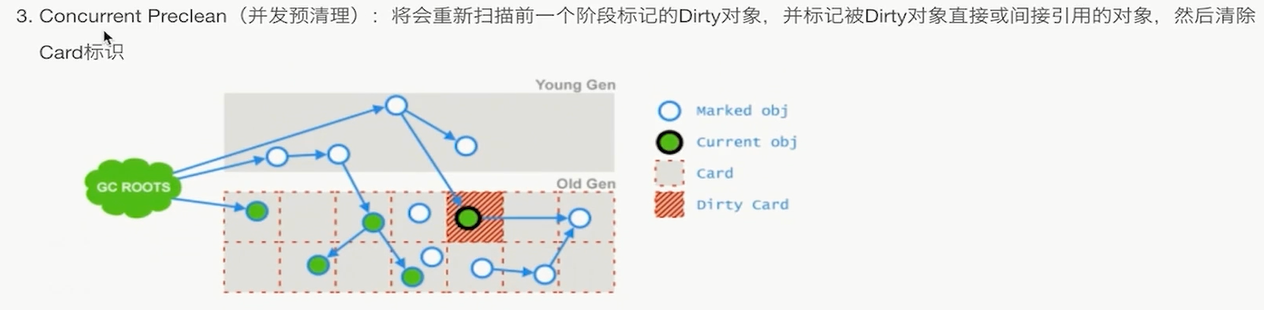 3. Concurrent Preclean（并发预清理）：将会重新扫描前一个阶段标记的Dirty对象，并标记被Dirty对象直接或间接引用的对象，然后清除
Card标识
Young Gen
Marked obj
Current obj
GC ROOTS
Card
Old Gen
Dirty Card